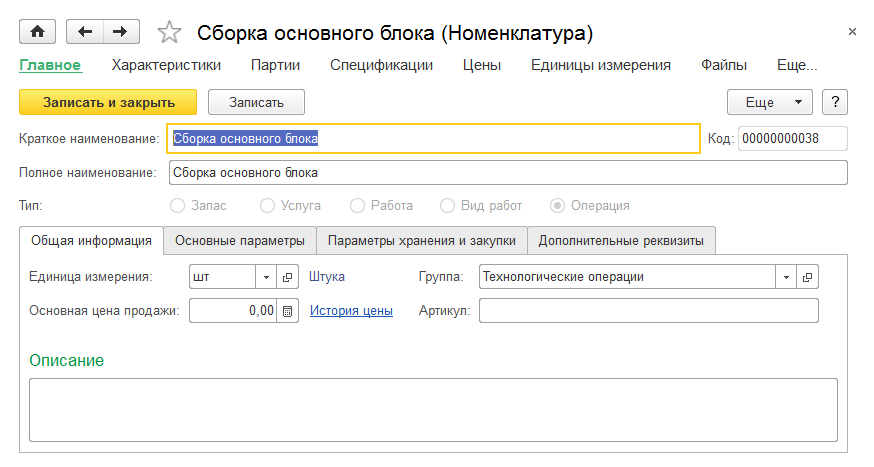 Сборка основного блока (Номенклатура)
Главное Характеристики Партии Спецификации Цены Единицы измерения Файлы Еще...
Записать и закрыть Записать Еще ?
Краткое наименование: Сборка основного блока Код: 00000000038
Полное наименование: Сборка основного блока
Тип: Запас Услуга Работа Вид работ Операция
Общая информация Основные параметры Параметры хранения и закупки Дополнительные реквизиты
Единица измерения: шт Штука Группа: Технологические операции
Основная цена продажи: 0,00 История цены Артикул:
Описание